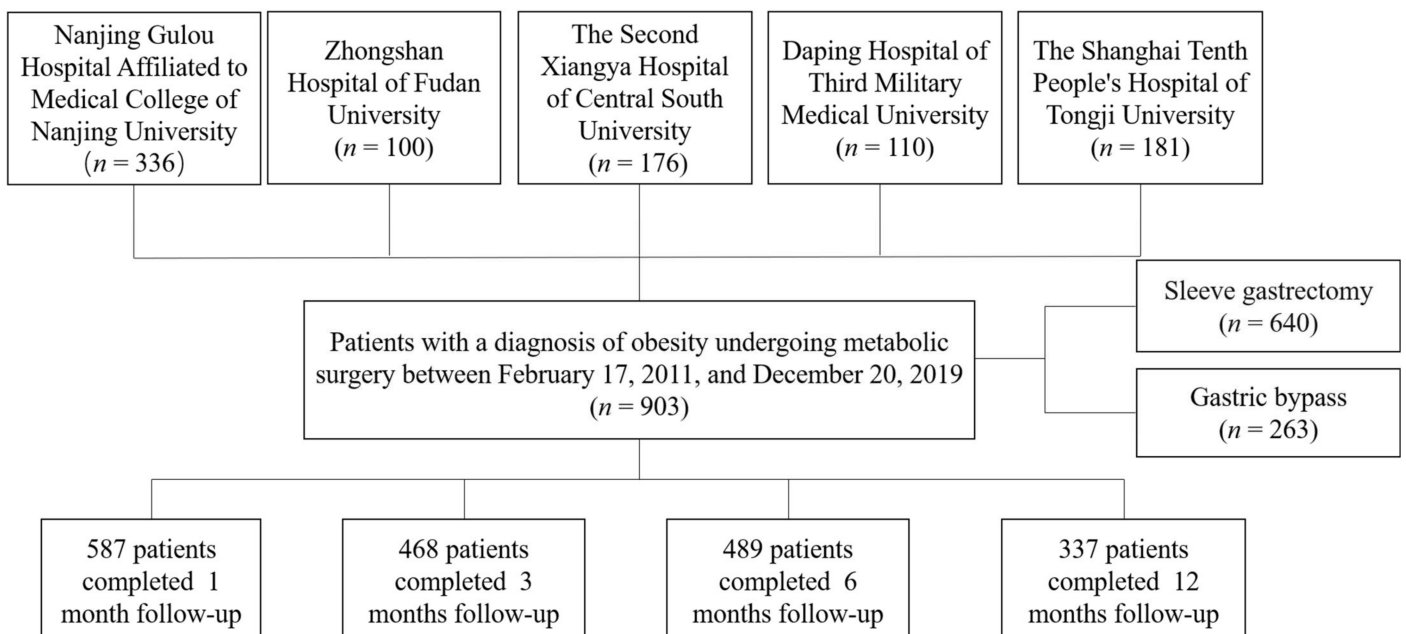 Nanjing Gulou
Hospital Affiliated to
Medical College of
Nanjing University
(n = 336)
Zhongshan
Hospital of Fudan
University
(n = 100)
The Second
Xiangya Hospital
of Central South
University
(n = 176)
Daping Hospital of
Third Military
Medical University
(n = 110)
The Shanghai Tenth
People's Hospital of
Tongji University
(n = 181)
Patients with a diagnosis of obesity undergoing metabolic
surgery between February 17, 2011, and December 20, 2019
(n = 903)
Sleeve gastrectomy
(n = 640)
Gastric bypass
(n = 263)
587 patients
completed 1
month follow-up
468 patients
completed 3
months follow-up
489 patients
completed 6
months follow-up
337 patients
completed 12
months follow-up